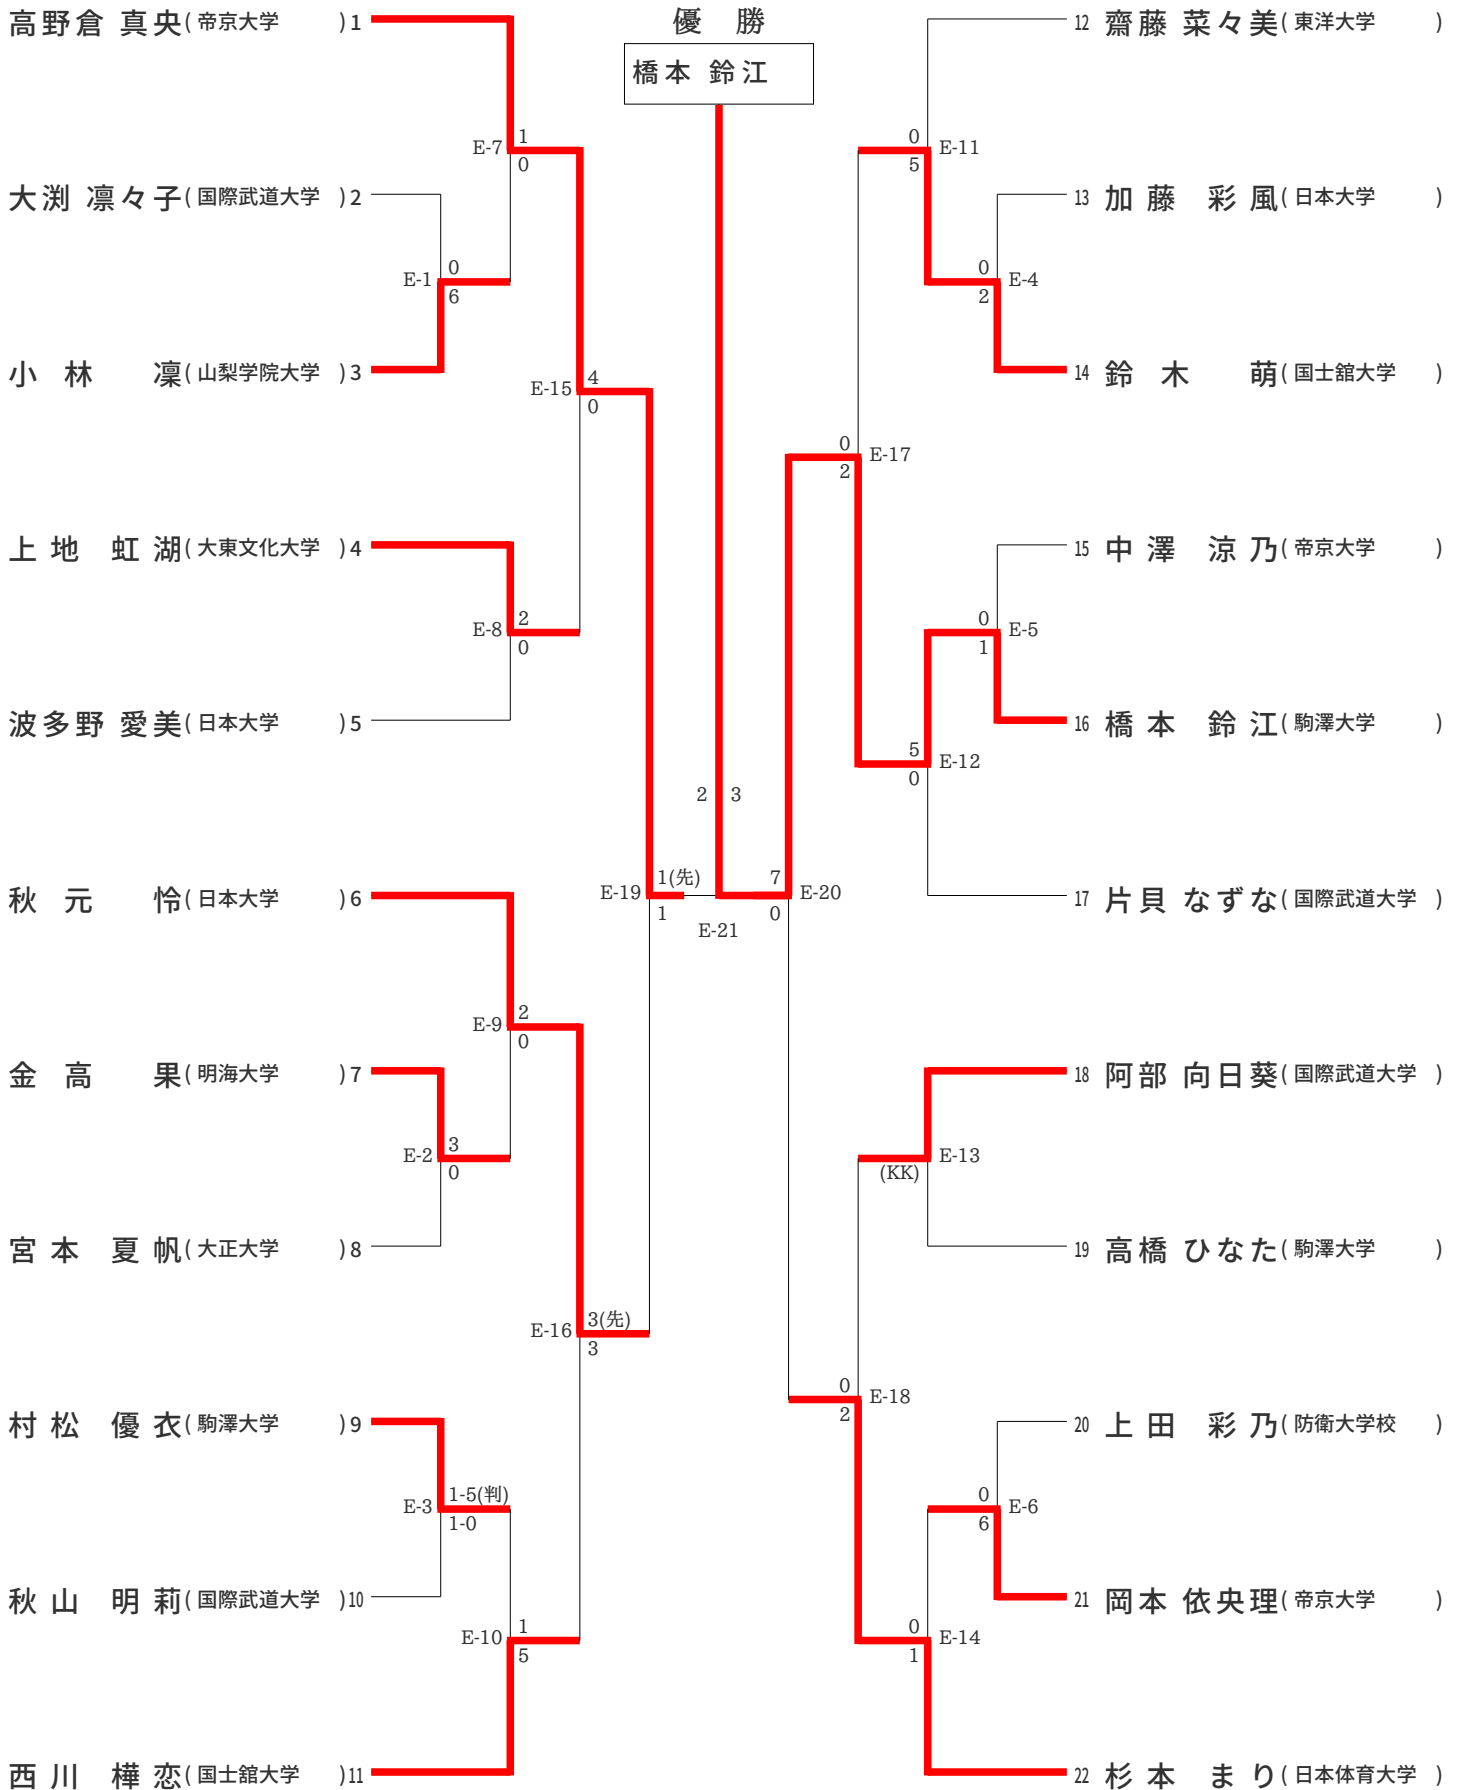 優 勝
橋本 鈴江
高野倉 真央( 帝京大学 ) 1
大渕 凛々子( 国際武道大学 ) 2
小 林 凜( 山梨学院大学 ) 3
上 地 虹 湖( 大東文化大学 ) 4
波多野 愛美( 日本大学 ) 5
秋 元 怜( 日本大学 ) 6
金 高 果( 明海大学 ) 7
宮 本 夏 帆( 大正大学 ) 8
村 松 優 衣( 駒澤大学 ) 9
秋 山 明 莉( 国際武道大学 ) 10
西 川 樺 恋( 国士舘大学 ) 11
E-7
1
0
E-1
0
6
E-15
4
0
E-8
2
0
E-19
1(先)
1
E-9
2
0
E-2
3
0
E-16
3(先)
3
E-3
1-5(判)
1-0
E-10
1
5
2 3
E-21
12 齋藤 菜々美( 東洋大学 )
13 加 藤 彩 風( 日本大学 )
14 鈴 木 萌( 国士舘大学 )
15 中 澤 涼 乃( 帝京大学 )
16 橋 本 鈴 江( 駒澤大学 )
17 片貝 なずな( 国際武道大学 )
18 阿部 向日葵( 国際武道大学 )
19 高橋 ひなた( 駒澤大学 )
20 上 田 彩 乃( 防衛大学校 )
21 岡本 依央理( 帝京大学 )
22 杉 本 ま り( 日本体育大学 )
0
5
E-11
0
2
E-4
0
2
E-17
0
1
E-5
5
0
E-12
7
0
E-20
(KK)
E-13
0
2
E-18
0
6
E-6
0
1
E-14